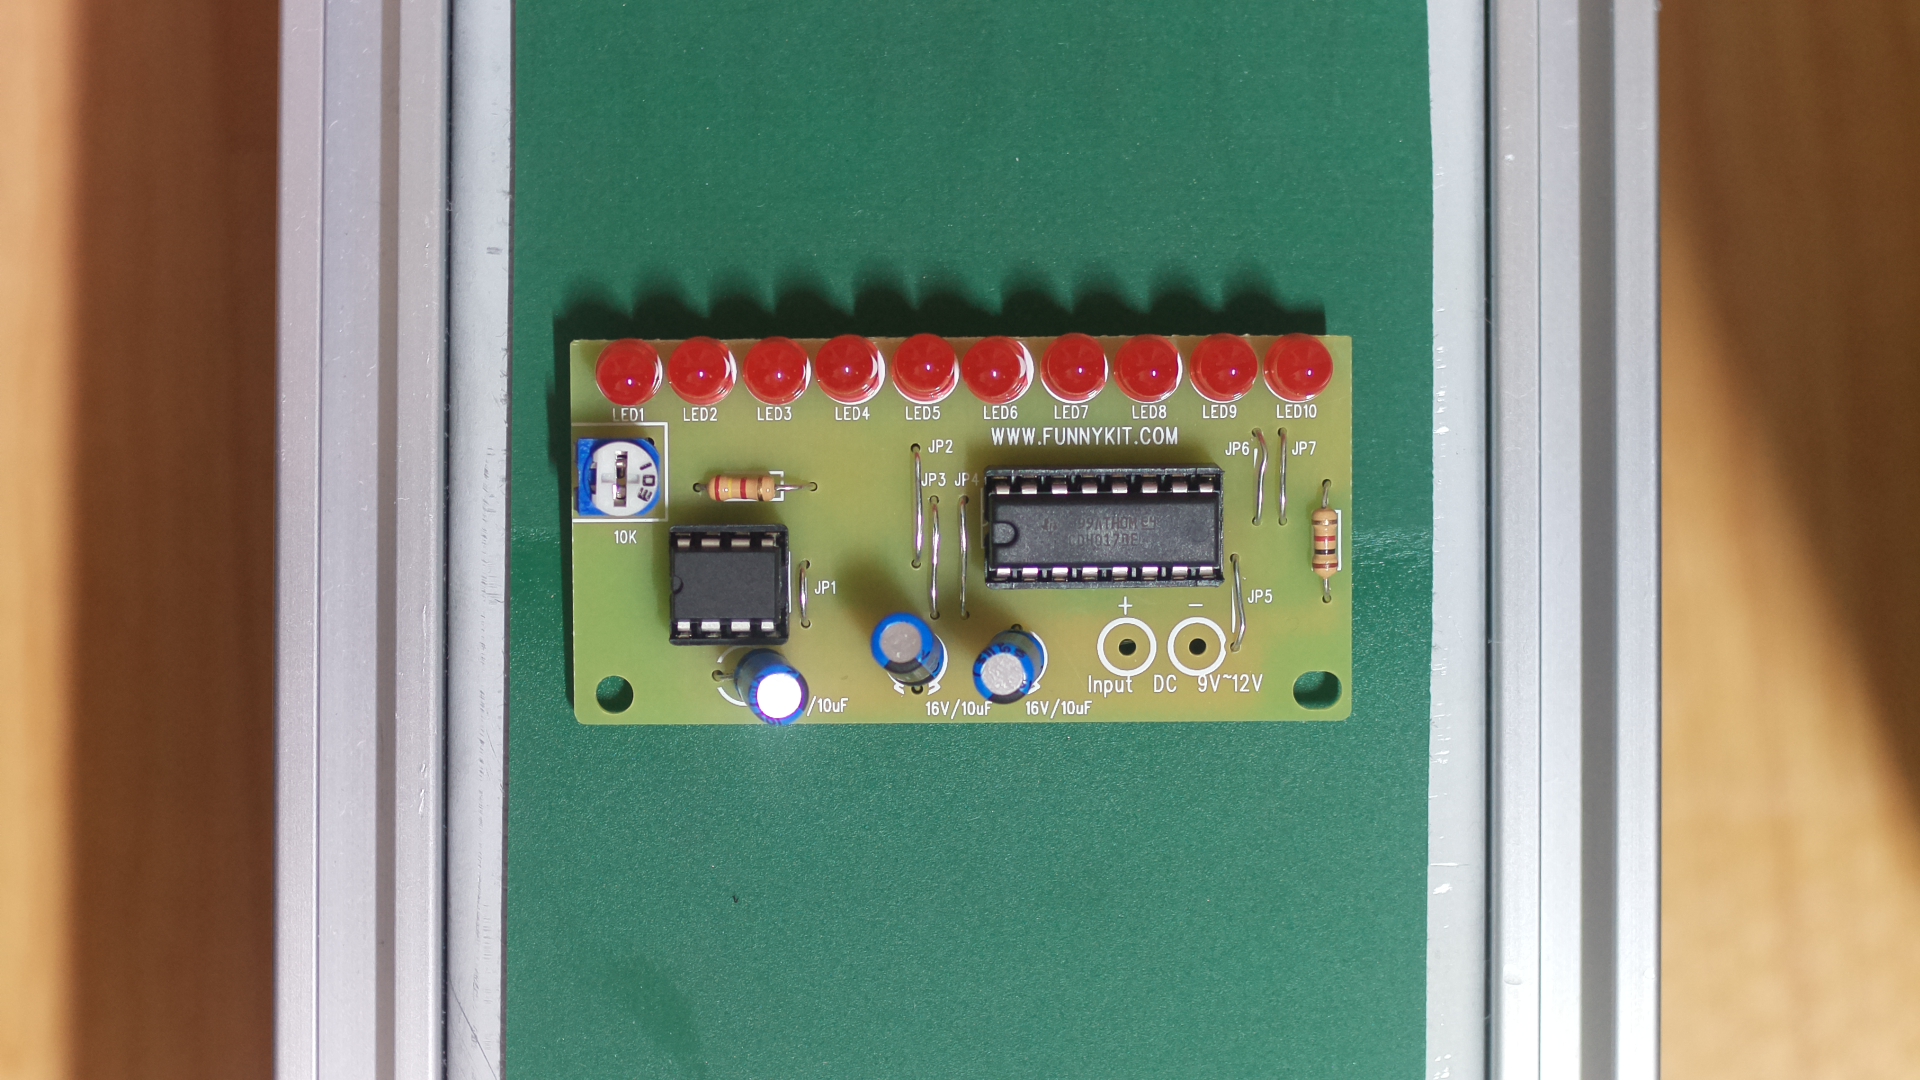 LED1 LED2 LED3 LED4 LED5 LED6 LED7 LED8 LED9 LED10
WWW.FUNNYKIT.COM
JP2
JP6 JP7
JP3 JP4
103
10K
JP1
JP5
+ −
Input DC 9V~12V
/10uF 16V/10uF 16V/10uF